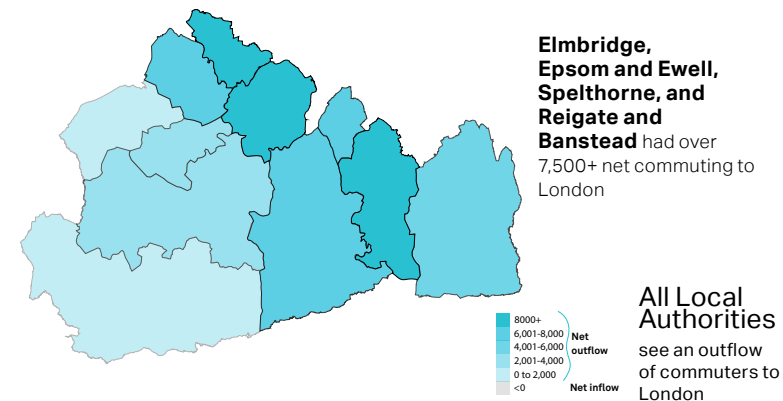 Elmbridge,
Epsom and Ewell,
Spelthorne, and
Reigate and
Banstead had over
7,500+ net commuting to
London
All Local
Authorities
see an outflow
of commuters to
London
8000+
6,001-8,000
4,001-6,000
2,001-4,000
0 to 2,000
<0
Net
outflow
Net inflow